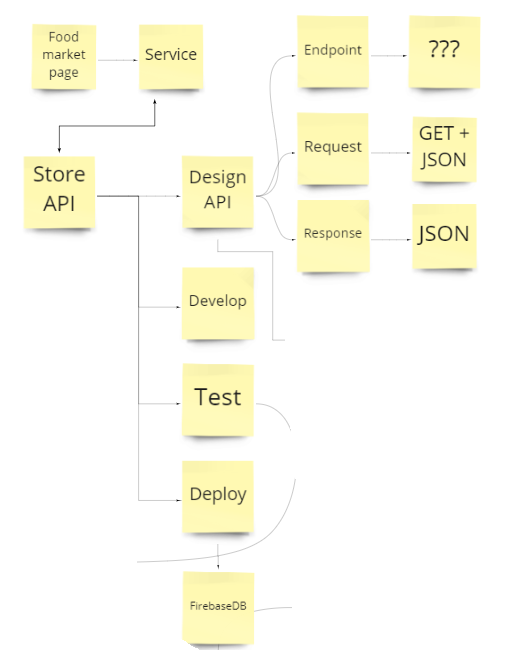 Food
market
page
Service
Endpoint
???
Request
GET +
JSON
Store
API
Design
API
Response
JSON
Develop
Test
Deploy
FirebaseDB